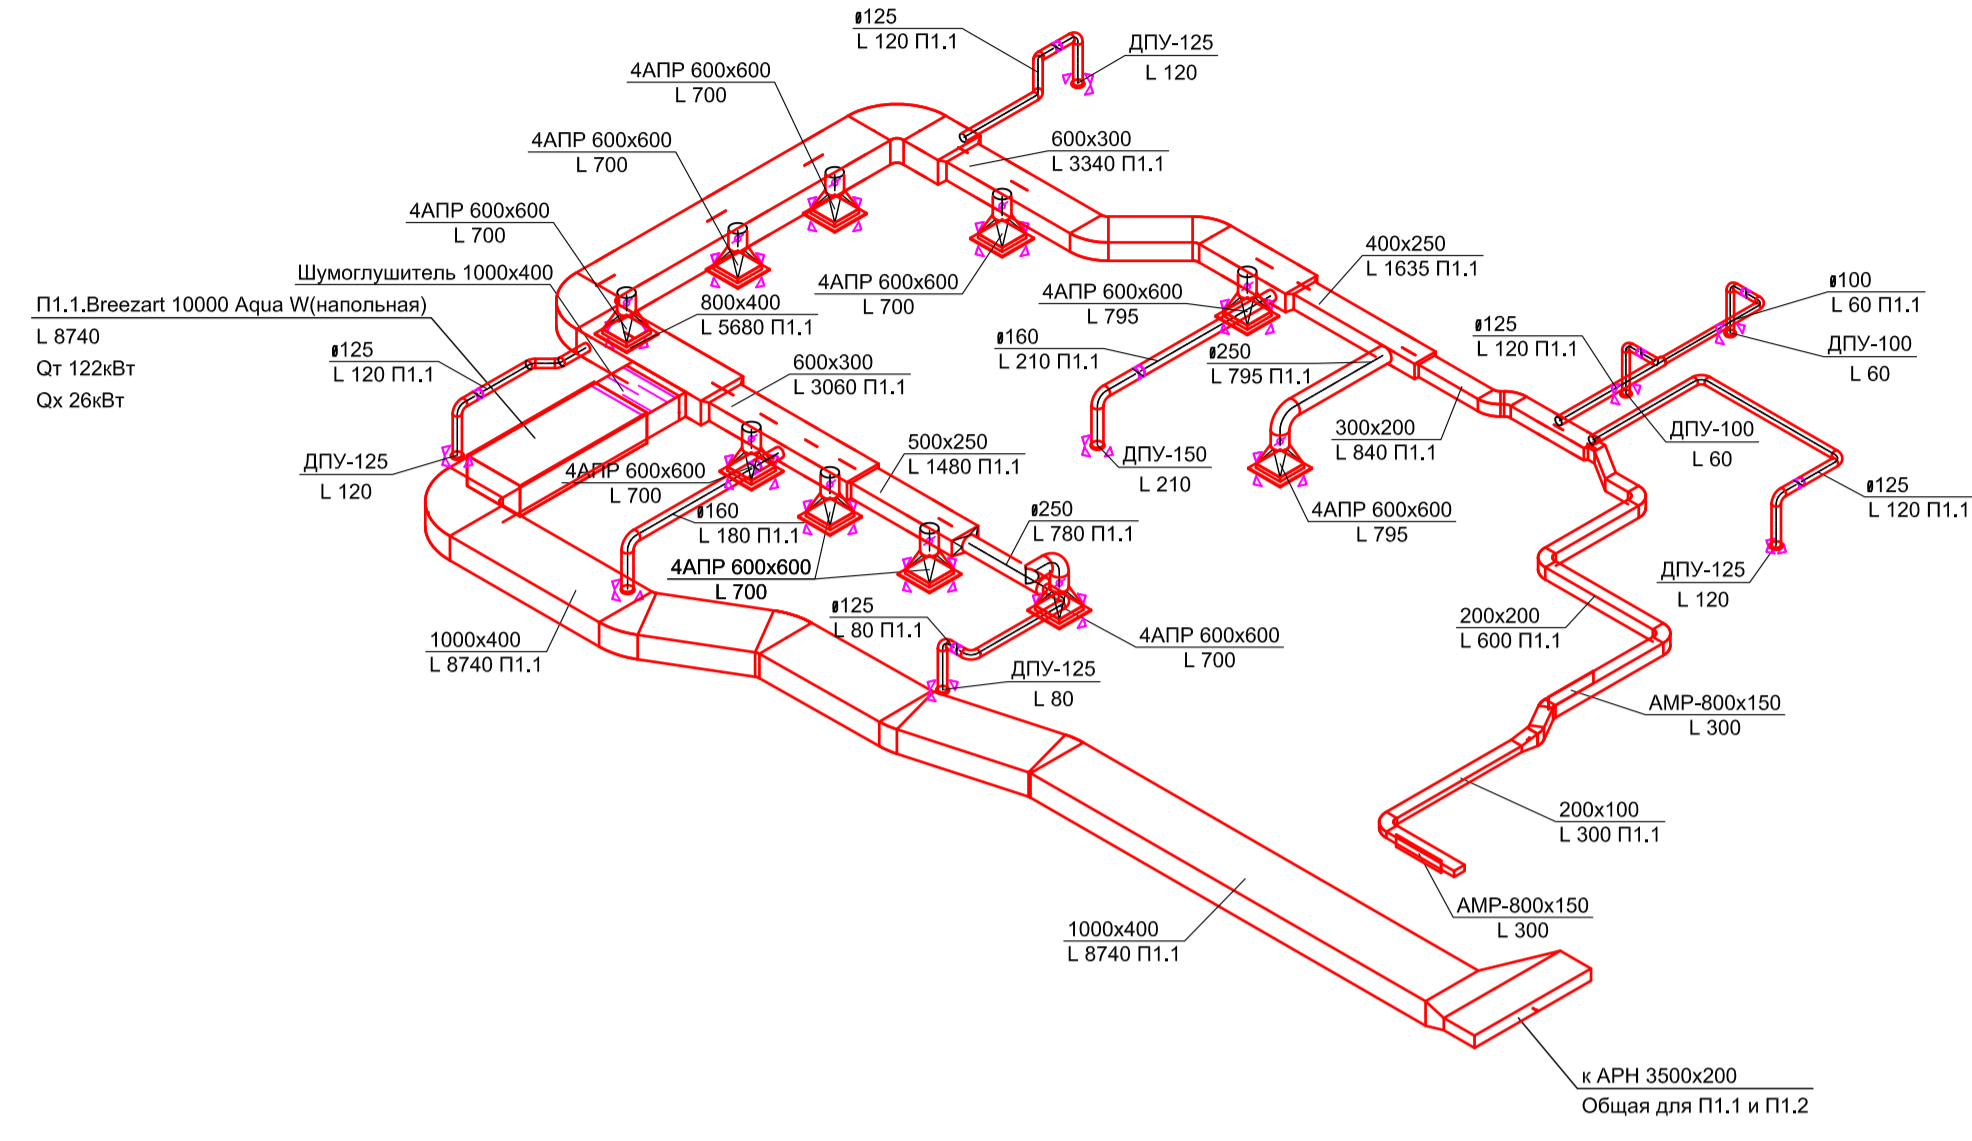 ø125
L 120 П1.1
ДПУ-125
L 120
4АПР 600x600
L 700
4АПР 600x600
L 700
600x300
L 3340 П1.1
4АПР 600x600
L 700
Шумоглушитель 1000x400
П1.1.Breezart 10000 Aqua W(напольная)
L 8740
Qт 122кВт
Qх 26кВт
ø125
L 120 П1.1
800x400
L 5680 П1.1
4АПР 600x600
L 700
4АПР 600x600
L 795
400x250
L 1635 П1.1
ø100
L 60 П1.1
ø125
L 120 П1.1
ДПУ-100
L 60
ø160
L 210 П1.1
ø250
L 795 П1.1
600x300
L 3060 П1.1
300x200
L 840 П1.1
ДПУ-100
L 60
ДПУ-125
L 120
4АПР 600x600
L 700
500x250
L 1480 П1.1
ДПУ-150
L 210
ø160
L 180 П1.1
ø250
L 780 П1.1
4АПР 600x600
L 795
ø125
L 120 П1.1
4АПР 600x600
L 700
ДПУ-125
L 120
ø125
L 80 П1.1
200x200
L 600 П1.1
1000x400
L 8740 П1.1
4АПР 600x600
L 700
ДПУ-125
L 80
АМР-800x150
L 300
200x100
L 300 П1.1
АМР-800x150
L 300
1000x400
L 8740 П1.1
к АРН 3500x200
Общая для П1.1 и П1.2